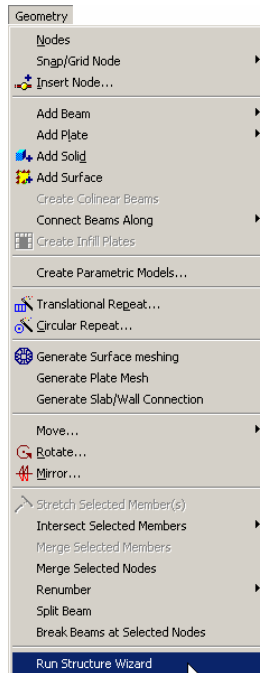 Geometry
Nodes
Snap/Grid Node
Insert Node...
Add Beam
Add Plate
Add Solid
Add Surface
Create Colinear Beams
Connect Beams Along
Create Infill Plates
Create Parametric Models...
Translational Repeat...
Circular Repeat...
Generate Surface meshing
Generate Plate Mesh
Generate Slab/Wall Connection
Move...
Rotate...
Mirror...
Stretch Selected Member(s)
Intersect Selected Members
Merge Selected Members
Merge Selected Nodes
Renumber
Split Beam
Break Beams at Selected Nodes
Run Structure Wizard